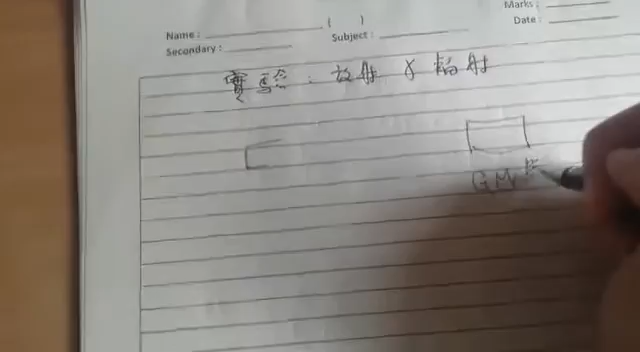 ( )
Marks :
Name :
Date :
Subject :
Secondary :
實驗：放射 γ 輻射
GM